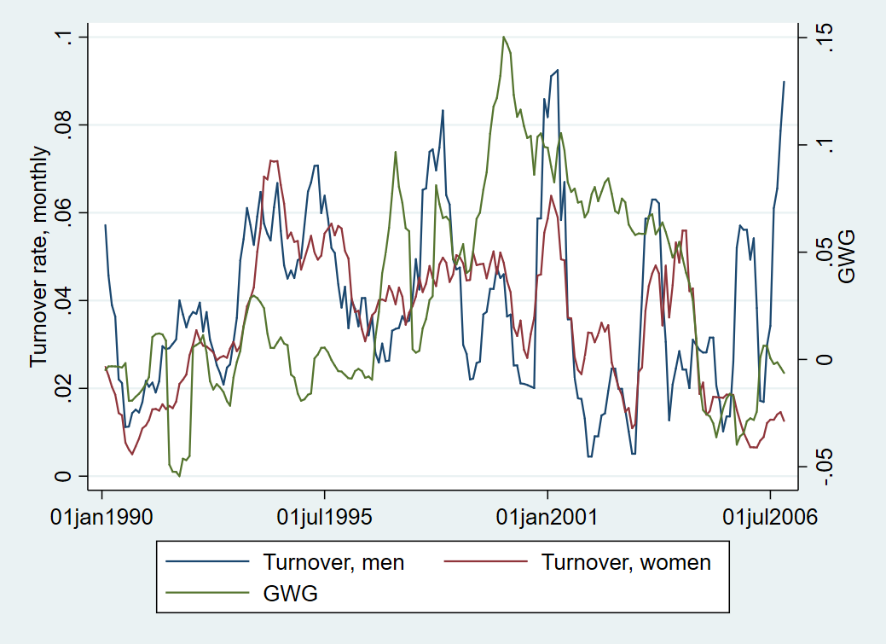 Turnover rate, monthly
.1
.08
.06
.04
.02
0
.15
.1
.05
0
-.05
GWG
01jan1990 01jul1995 01jan2001 01jul2006
Turnover, men Turnover, women
GWG